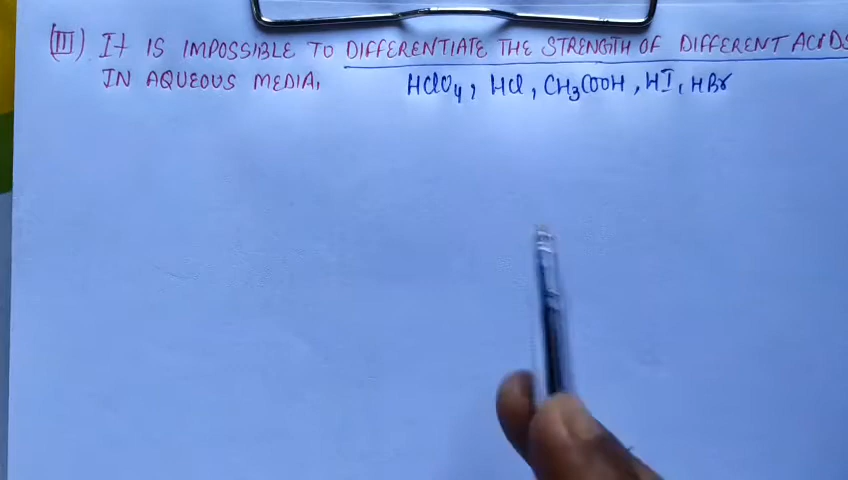 (III) It IS IMPOSSIBLE TO DIFFERENTIATE THE STRENGTH OF DIFFERENT ACIDS
IN AQUEOUS MEDIA, HClO4, HCl, CH3COOH, HI, HBr